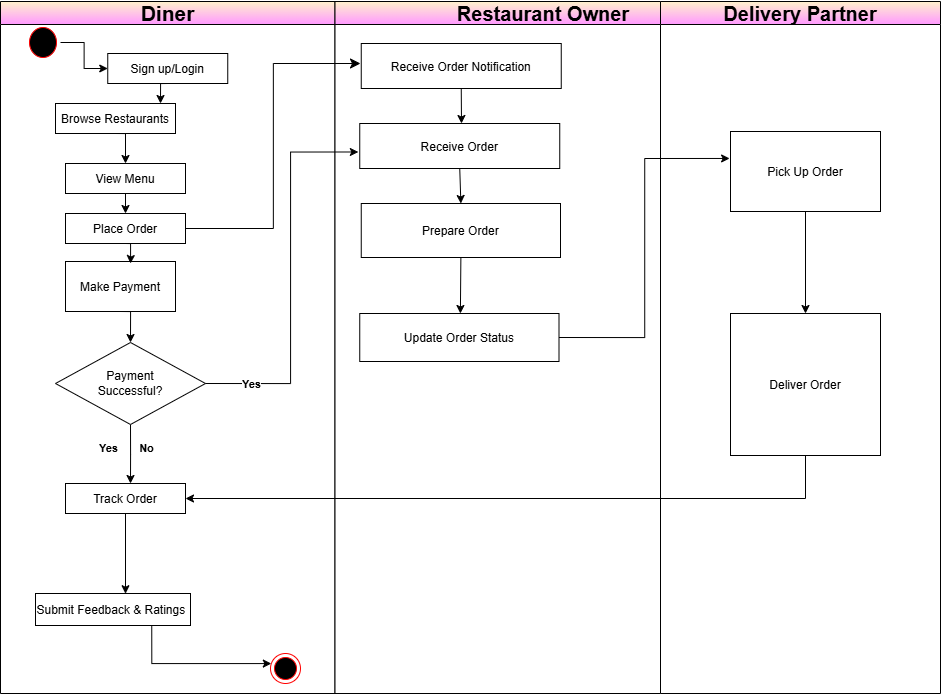 Diner
Restaurant Owner
Delivery Partner
Sign up/Login
Browse Restaurants
View Menu
Place Order
Make Payment
Payment
Successful?
Yes
Yes
No
Track Order
Submit Feedback & Ratings
Receive Order Notification
Receive Order
Prepare Order
Update Order Status
Pick Up Order
Deliver Order